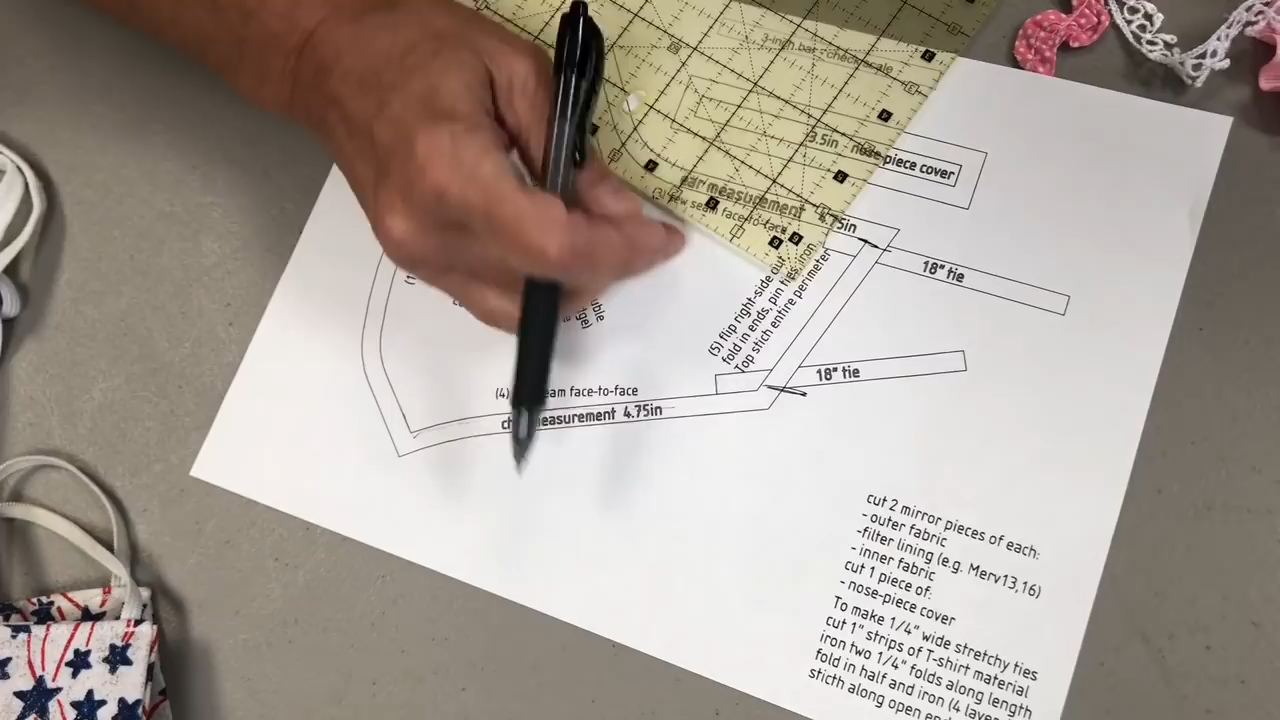 3-inch bar - check scale
3.5in - nose-piece cover
ear measurement 4.75in
(3) sew seam face-to-face
18" tie
(5) flip right-side out
fold in ends, pin ties, iron
Top stich entire perimeter
18" tie
(4) seam face-to-face
measurement 4.75in
cut 2 mirror pieces of each:
- outer fabric
-filter lining (e.g. Merv13,16)
- inner fabric
cut 1 piece of:
- nose-piece cover
To make 1/4" wide stretchy ties
cut 1" strips of T-shirt material
iron two 1/4" folds along length
fold in half and iron (4 layer
sticth along open